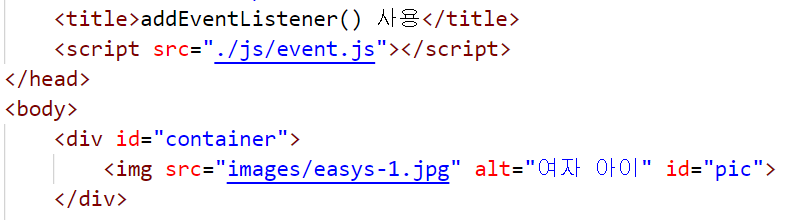 <title>addEventListener() 사용</title>
<script src="./js/event.js"></script>
</head>
<body>
<div id="container">
<img src="images/easys-1.jpg" alt="여자 아이" id="pic">
</div>